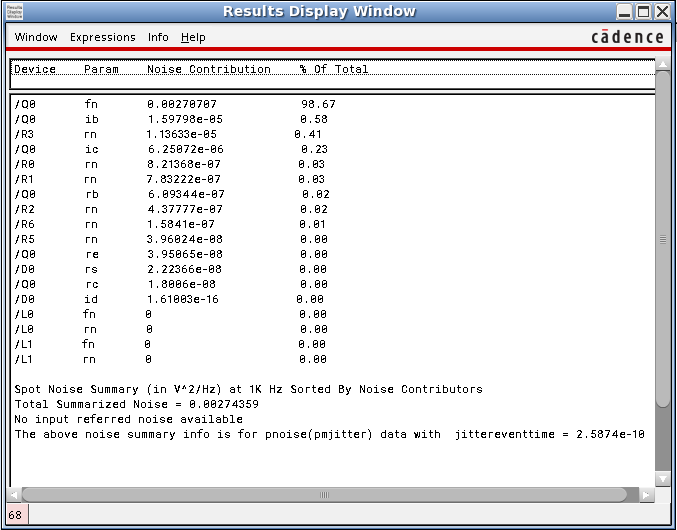 Results Display Window
Window Expressions Info Help cādence
Device Param Noise Contribution % Of Total
/Q0 fn 0.00270707 98.67
/Q0 ib 1.59798e-05 0.58
/R3 rn 1.13633e-05 0.41
/Q0 ic 6.25072e-06 0.23
/R0 rn 8.21368e-07 0.03
/R1 rn 7.83222e-07 0.03
/Q0 rb 6.09344e-07 0.02
/R2 rn 4.37777e-07 0.02
/R6 rn 1.5841e-07 0.01
/R5 rn 3.96024e-08 0.00
/Q0 re 3.95065e-08 0.00
/D0 rs 2.22366e-08 0.00
/Q0 rc 1.8006e-08 0.00
/D0 id 1.61003e-16 0.00
/L0 fn 0 0.00
/L0 rn 0 0.00
/L1 fn 0 0.00
/L1 rn 0 0.00
Spot Noise Summary (in V^2/Hz) at 1K Hz Sorted By Noise Contributors
Total Summarized Noise = 0.00274359
No input referred noise available
The above noise summary info is for pnoise(pmjitter) data with jittereventtime = 2.5874e-10
68